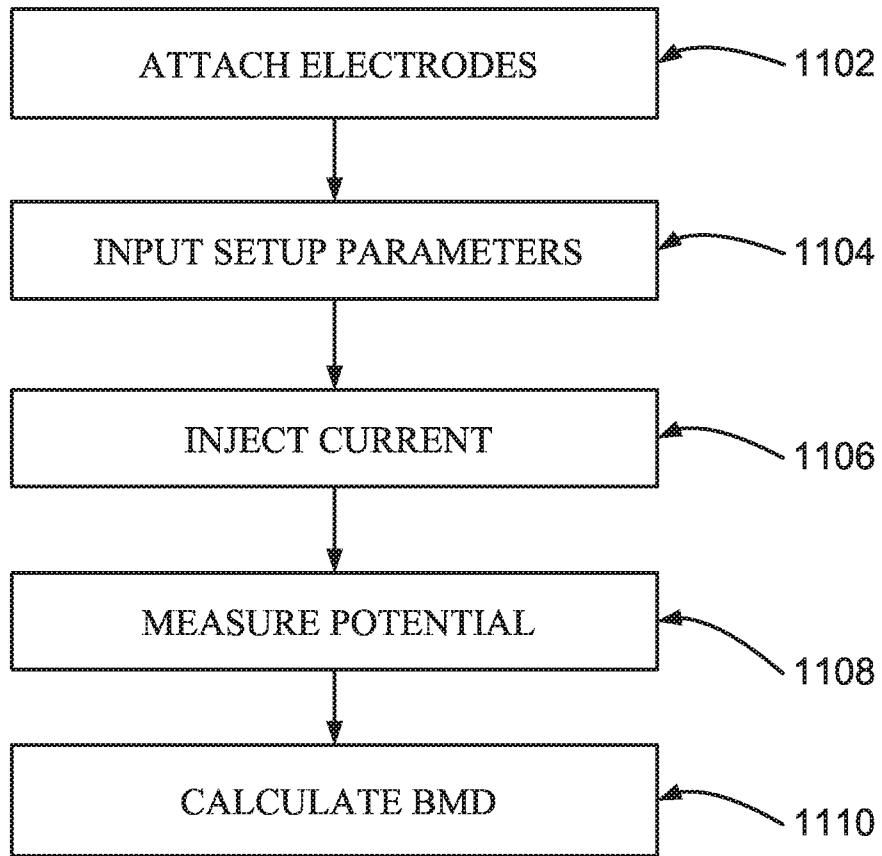 ATTACH ELECTRODES
1102
INPUT SETUP PARAMETERS
1104
INJECT CURRENT
1106
MEASURE POTENTIAL
1108
CALCULATE BMD
1110